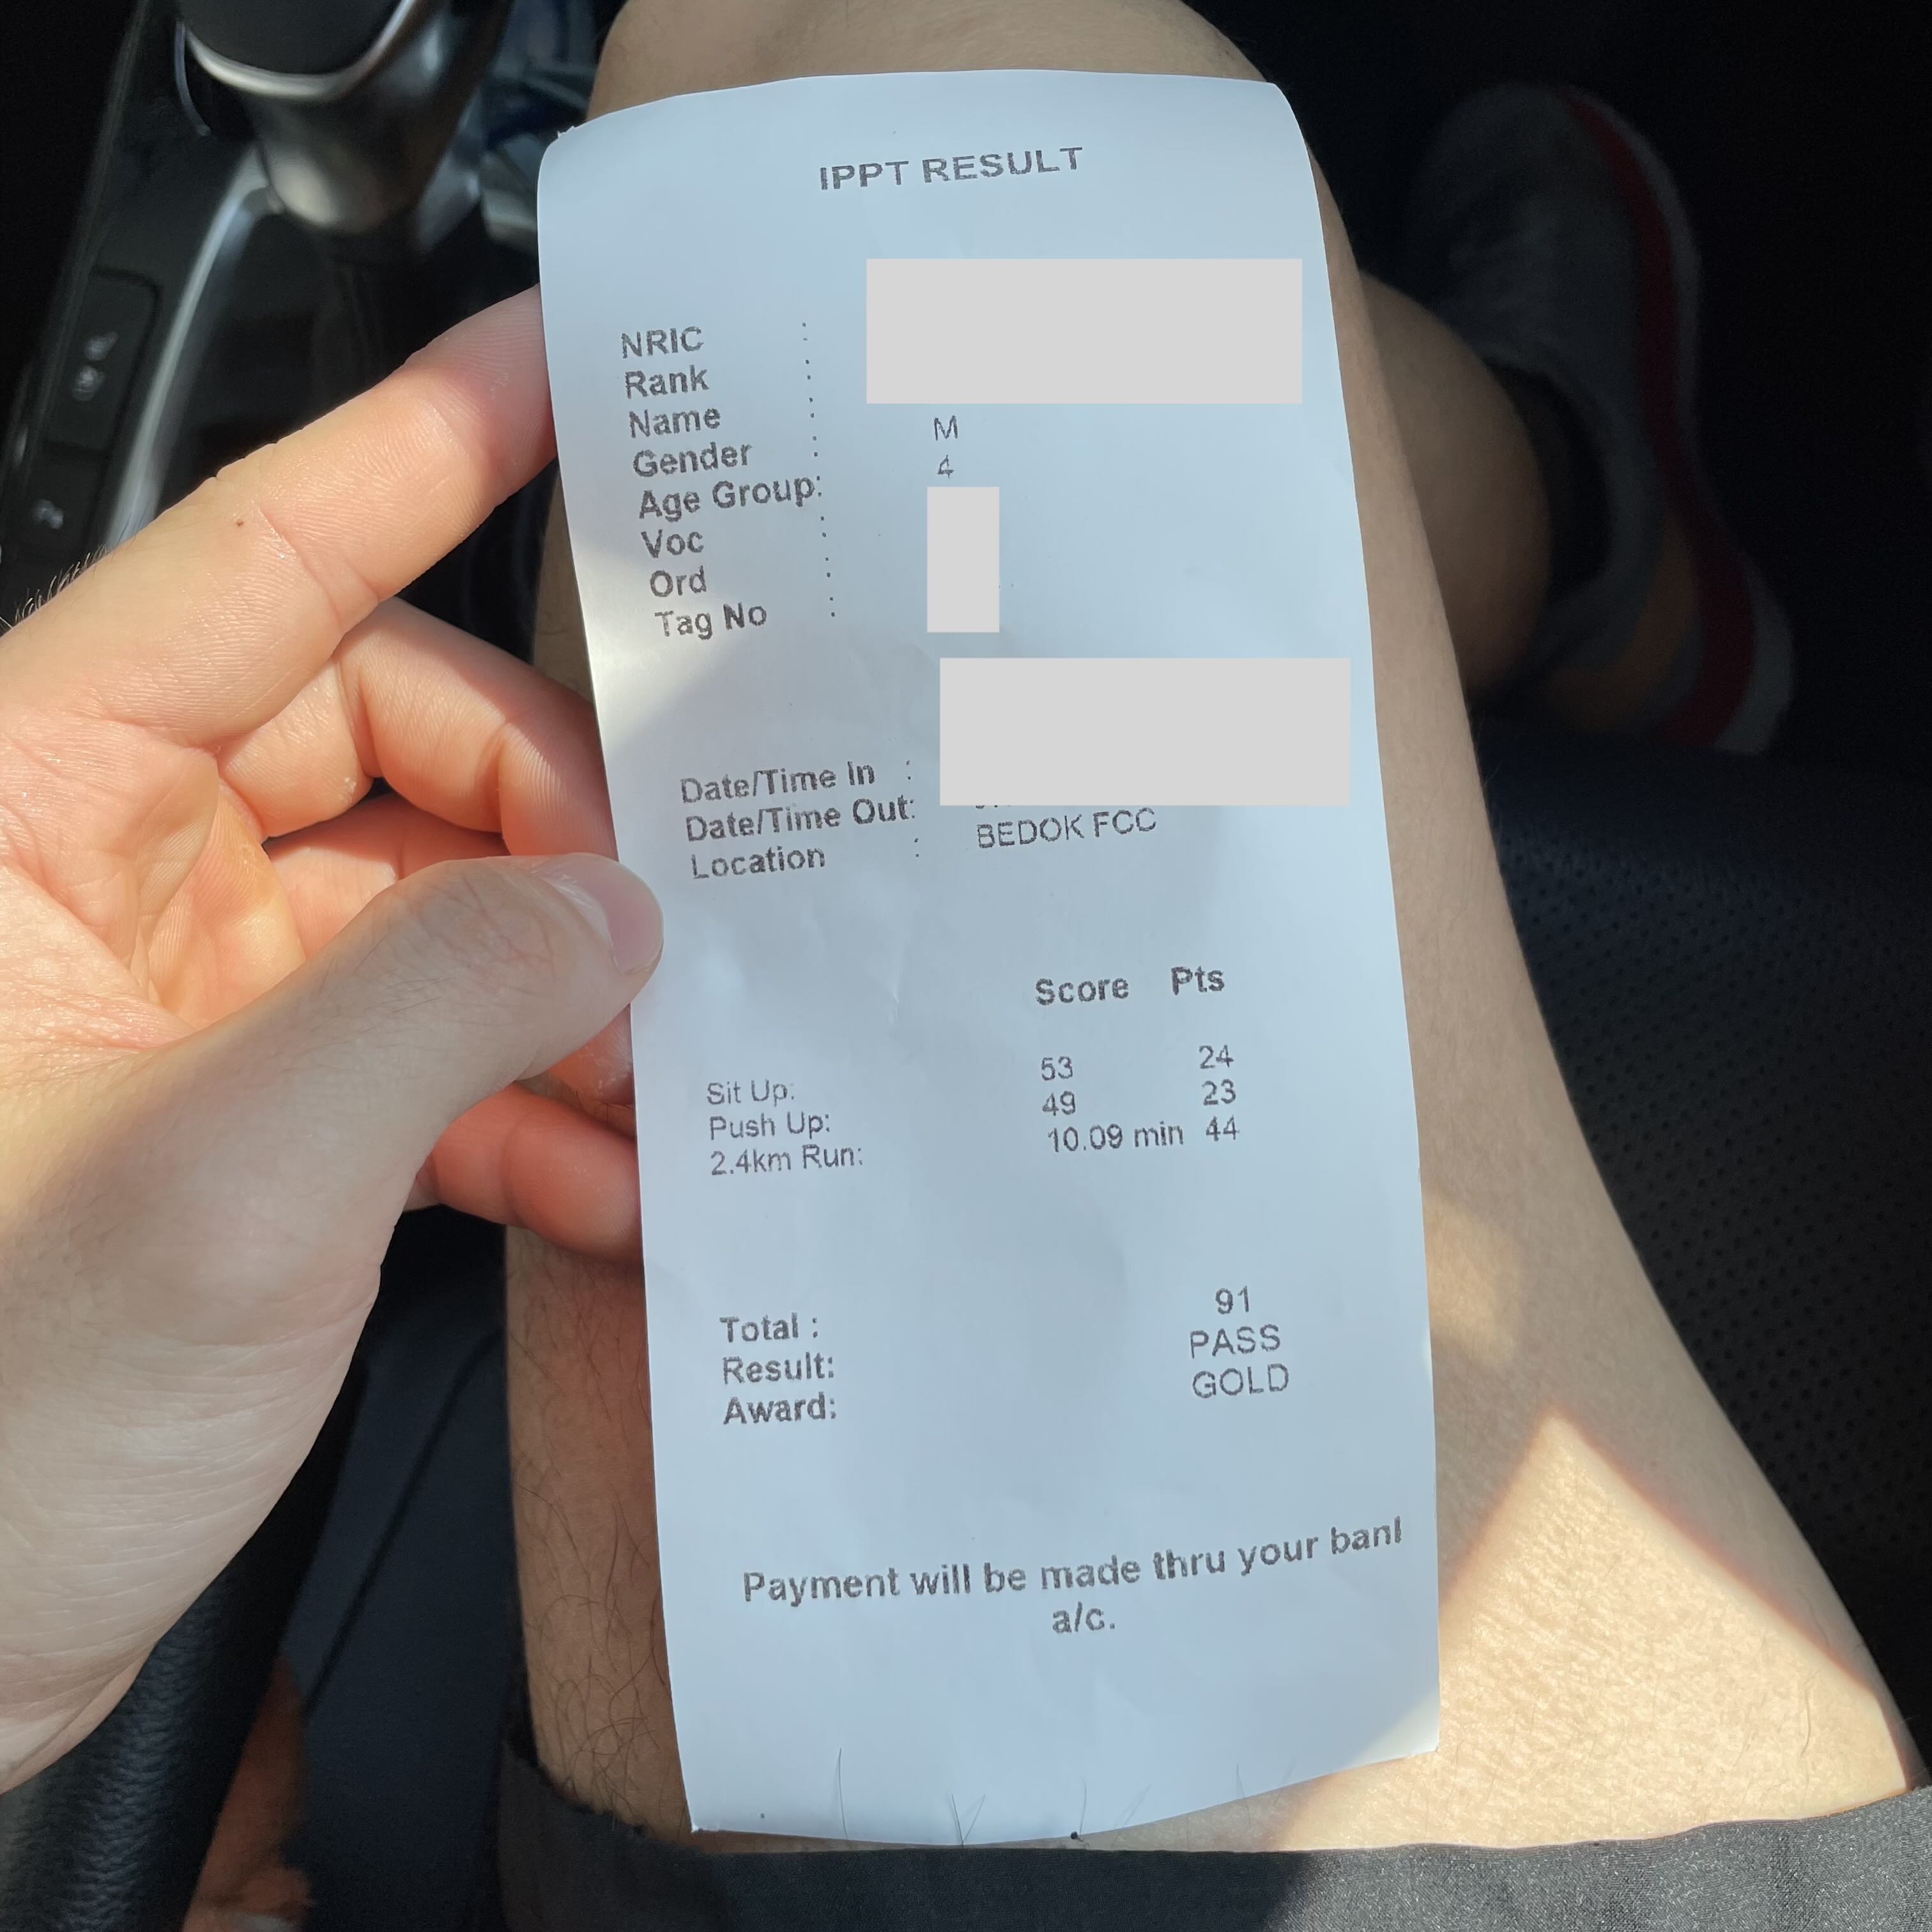 IPPT RESULT
NRIC :
Rank :
Name :
Gender : M
Age Group: 4
Voc :
Ord :
Tag No :
Date/Time In :
Date/Time Out:
Location : BEDOK FCC
Score Pts
Sit Up: 53 24
Push Up: 49 23
2.4km Run: 10.09 min 44
Total : 91
Result: PASS
Award: GOLD
Payment will be made thru your banl
a/c.